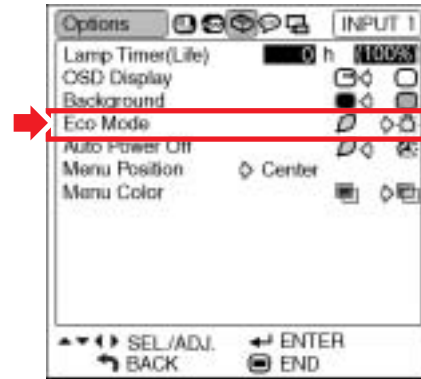 Options INPUT 1
Lamp Timer(Life) 0 h (100%)
OSD Display
Background
Eco Mode
Auto Power Off
Menu Position Center
Menu Color
SEL./ADJ. ENTER
BACK END